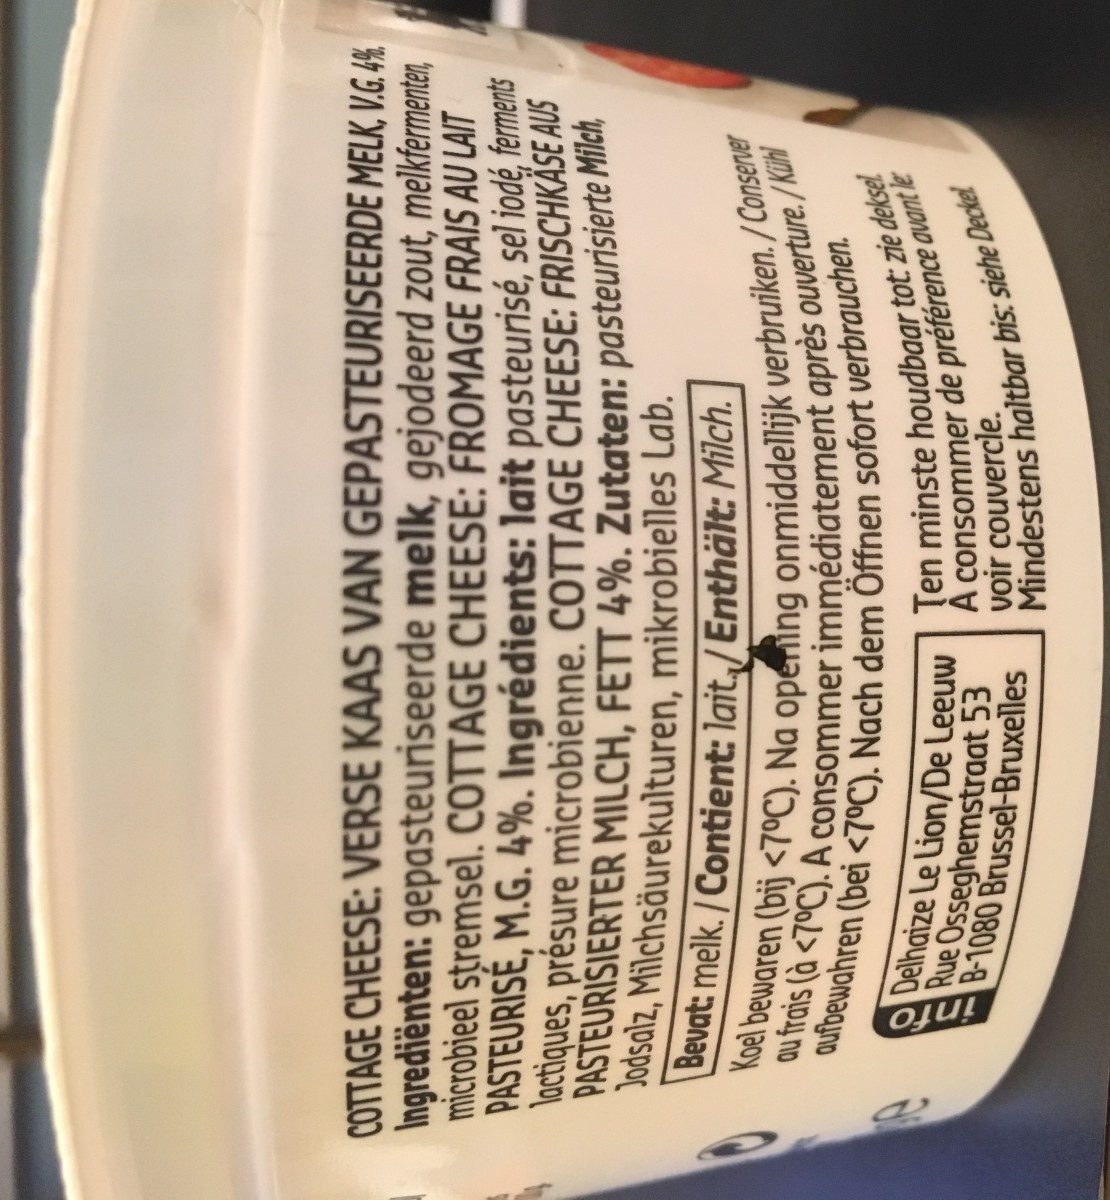 COTTAGE CHEESE: VERSE KAAS VAN GEPASTEURISEERDE MELK, V.G. 4%.
Ingrediënten: gepasteuriseerde melk, gejodeerd zout, melkfermenten,
microbieel stremsel. COTTAGE CHEESE: FROMAGE FRAIS AU LAIT
PASTEURISÉ, M.G. 4%. Ingrédients: lait pasteurisé, sel iodé, ferments
lactiques, présure microbienne. COTTAGE CHEESE: FRISCHKÄSE AUS
PASTEURISIERTER MILCH, FETT 4%. Zutaten: pasteurisierte Milch,
Jodsalz, Milchsäurekulturen, mikrobielles Lab.
Bevat: melk. / Contient: lait. / Enthält: Milch.
Koel bewaren (bij <7°C). Na opening onmiddellijk verbruiken. / Conserver
au frais (à <7°C). A consommer immédiatement après ouverture. / Kühl
aufbewahren (bei <7°C). Nach dem Öffnen sofort verbrauchen.
info
Delhaize Le Lion/De Leeuw
Rue Osseghemstraat 53
B-1080 Brussel-Bruxelles
Ten minste houdbaar tot: zie deksel
A consommer de préférence avant le:
voir couvercle.
Mindestens haltbar bis: siehe Deckel